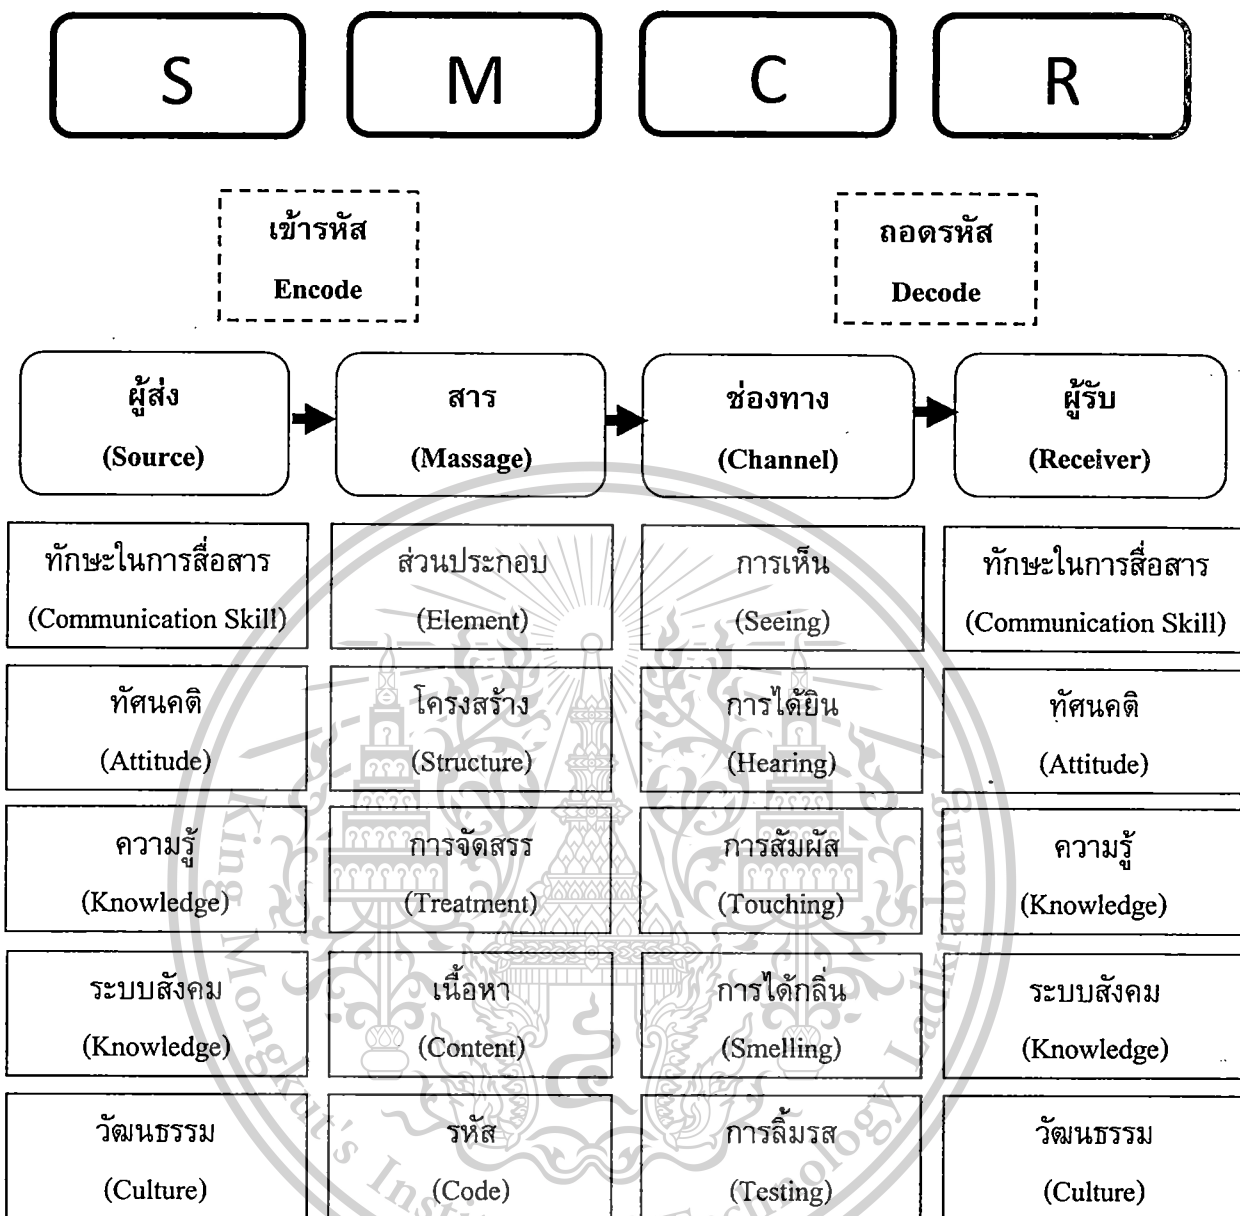 S M C R
เข้ารหัส ถอดรหัส
Encode Decode
ผู้ส่ง สาร ช่องทาง ผู้รับ
(Source) (Massage) (Channel) (Receiver)
ทักษะในการสื่อสาร ส่วนประกอบ การเห็น ทักษะในการสื่อสาร
(Communication Skill) (Element) (Seeing) (Communication Skill)
ทัศนคติ โครงสร้าง การได้ยิน ทัศนคติ
(Attitude) (Structure) (Hearing) (Attitude)
ความรู้ การจัดสรร การสัมผัส ความรู้
(Knowledge) (Treatment) (Touching) (Knowledge)
ระบบสังคม เนื้อหา การได้กลิ่น ระบบสังคม
(Knowledge) (Content) (Smelling) (Knowledge)
วัฒนธรรม รหัส การลิ้มรส วัฒนธรรม
(Culture) (Code) (Testing) (Culture)
King Mongkut's Technology Ladkrabang